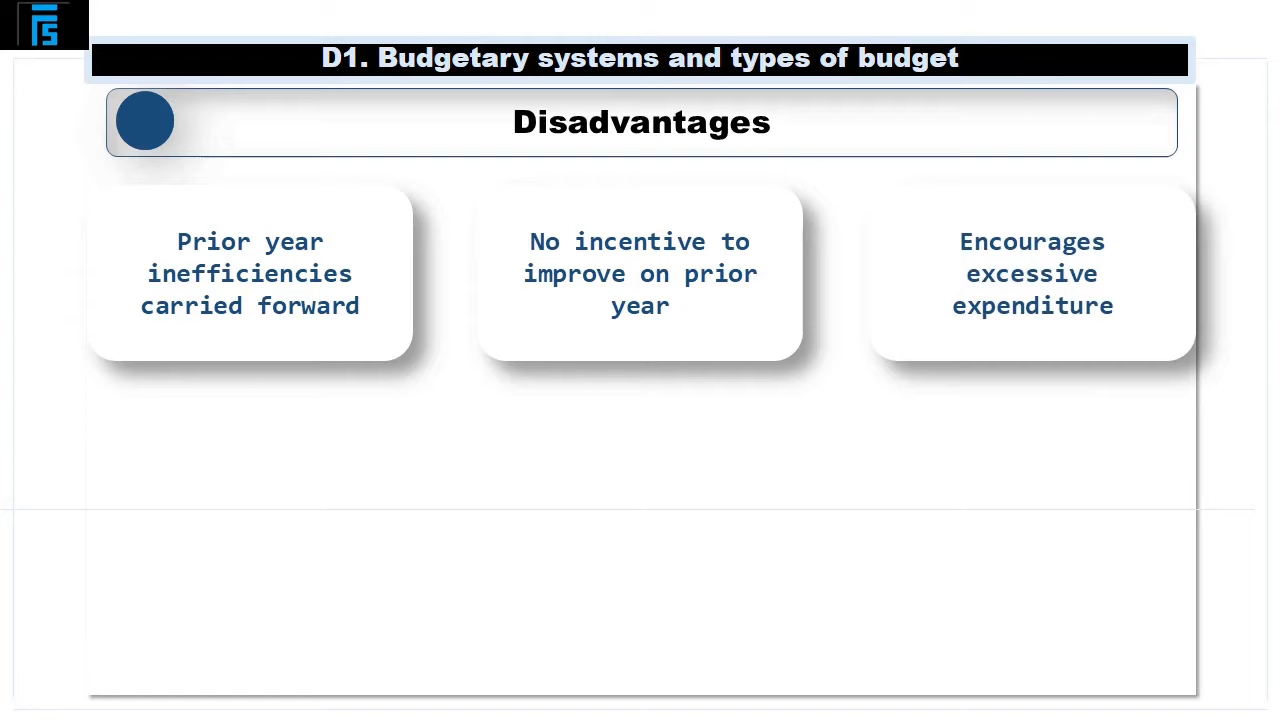 D1. Budgetary systems and types of budget
Disadvantages
Prior year
inefficiencies
carried forward
No incentive to
improve on prior
year
Encourages
excessive
expenditure